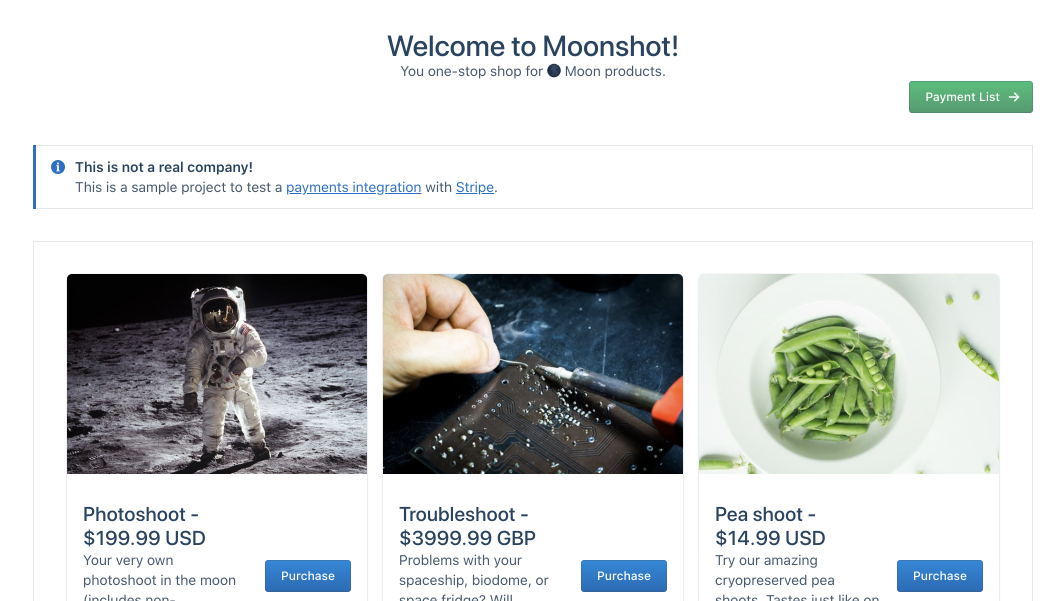 Welcome to Moonshot!
You one-stop shop for 🌑 Moon products.
Payment List →
This is not a real company!
This is a sample project to test a payments integration with Stripe.
Photoshoot -
$199.99 USD
Your very own
photoshoot in the moon
(includes non-
Purchase
Troubleshoot -
$3999.99 GBP
Problems with your
spaceship, biodome, or
space fridge? Will
Purchase
Pea shoot -
$14.99 USD
Try our amazing
cryopreserved pea
shoots. Tastes just like on
Purchase